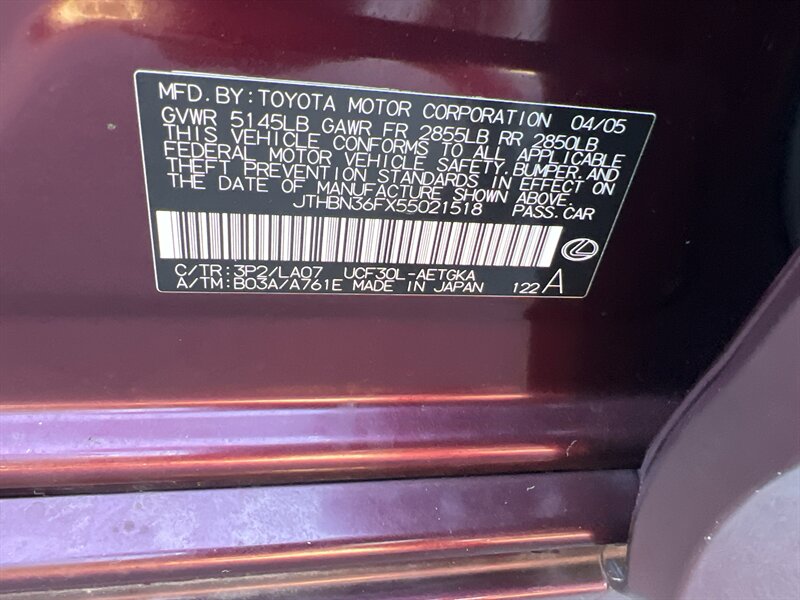 MFD. BY: TOYOTA MOTOR CORPORATION 04/05
GVWR 5145LB GAWR FR 2855LB RR 2850LB
THIS VEHICLE CONFORMS TO ALL APPLICABLE
FEDERAL MOTOR VEHICLE SAFETY, BUMPER, AND
THEFT PREVENTION STANDARDS IN EFFECT ON
THE DATE OF MANUFACTURE SHOWN ABOVE.
JTHBN36FX55021518 PASS. CAR
C/TR: 3P2/LA07 UCF30L-AETGKA
A/TM: B03A/A761E MADE IN JAPAN 122 A